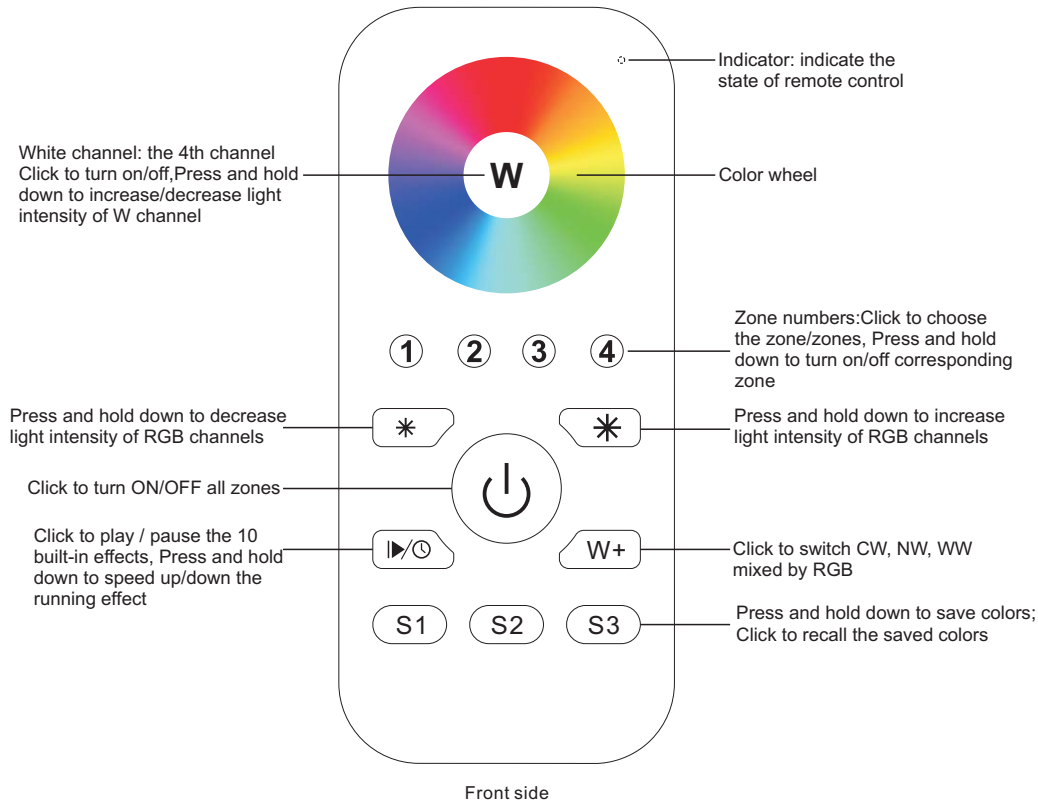 Indicator: indicate the
state of remote control
White channel: the 4th channel
Click to turn on/off,Press and hold
down to increase/decrease light
intensity of W channel
W
Color wheel
Zone numbers:Click to choose
the zone/zones, Press and hold
down to turn on/off corresponding
zone
1 2 3 4
Press and hold down to decrease
light intensity of RGB channels
Press and hold down to increase
light intensity of RGB channels
Click to turn ON/OFF all zones
Click to play / pause the 10
built-in effects, Press and hold
down to speed up/down the
running effect
W+
Click to switch CW, NW, WW
mixed by RGB
S1 S2 S3
Press and hold down to save colors;
Click to recall the saved colors
Front side